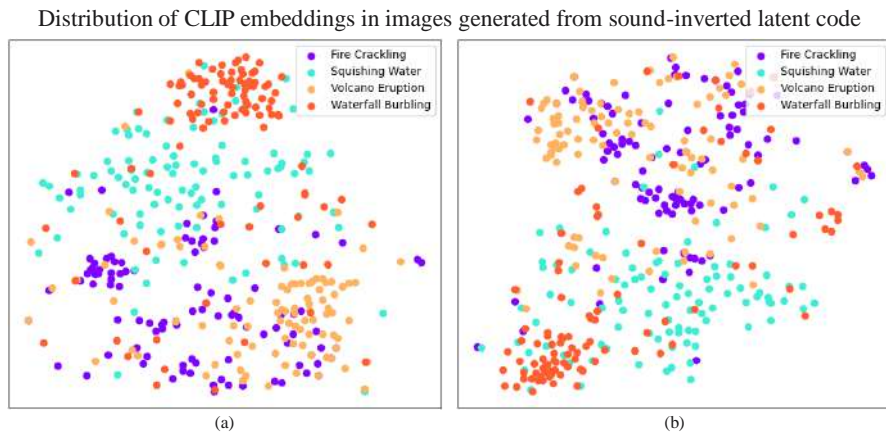 Distribution of CLIP embeddings in images generated from sound-inverted latent code
Fire Crackling
Squishing Water
Volcano Eruption
Waterfall Burbling
Fire Crackling
Squishing Water
Volcano Eruption
Waterfall Burbling
(a)
(b)